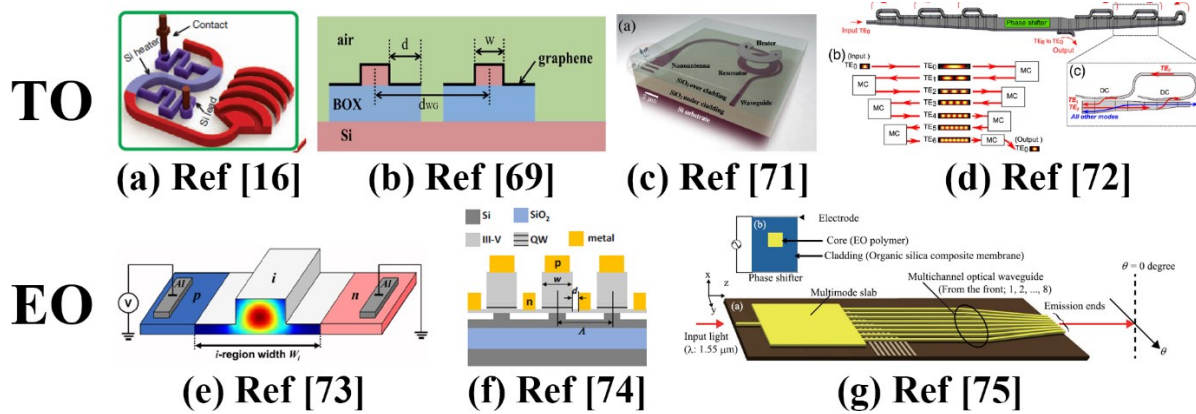 TO
Contact
Si heater
Si lead
(a) Ref [16]
air
d
w
graphene
BOX
dWG
Si
(b) Ref [69]
(a)
Heater
Nanoantenna
Resonator
SiO2 over cladding
SiO2 under cladding
Waveguide
Si substrate
(c) Ref [71]
Input TE0
Phase shifter
TE6 to TE0
Output
(b)
(Input)
TE0
TE0
MC
MC
TE1
TE2
MC
MC
TE3
TE4
MC
MC
TE5
TE6
MC
(Output)
TE0
(c)
DC
DC
All other modes
(d) Ref [72]
EO
V
Al
p
i
n
Al
i-region width Wi
(e) Ref [73]
Si
SiO2
III-V
QW
metal
p
w
d
n
n
Λ
(f) Ref [74]
(b)
Electrode
Core (EO polymer)
Cladding (Organic silica composite membrane)
Phase shifter
x
z
y
(a)
Multimode slab
Multichannel optical waveguide
(From the front; 1, 2, ..., 8)
Emission ends
θ = 0 degree
θ
Input light
(λ: 1.55 μm)
(g) Ref [75]